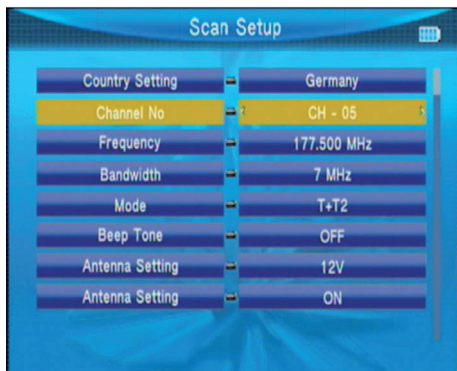 Scan Setup
Country Setting Germany
Channel No CH - 05
Frequency 177.500 MHz
Bandwidth 7 MHz
Mode T+T2
Beep Tone OFF
Antenna Setting 12V
Antenna Setting ON